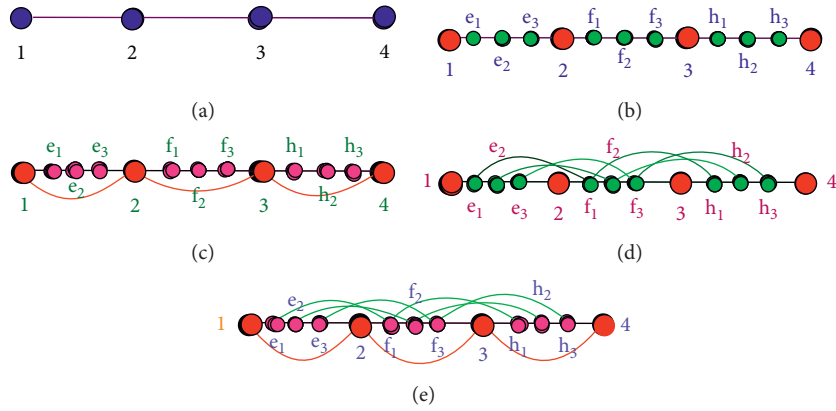 1 2 3 4
(a)
e₁ e₃ f₁ f₃ h₁ h₃
1 e₂ 2 f₂ 3 h₂ 4
(b)
e₁ e₃ f₁ f₃ h₁ h₃
1 e₂ 2 f₂ 3 h₂ 4
(c)
e₂ f₂ h₂
1 4
e₁ e₃ 2 f₁ f₃ 3 h₁ h₃
(d)
e₂ f₂ h₂
1 4
e₁ e₃ 2 f₁ f₃ 3 h₁ h₃
(e)